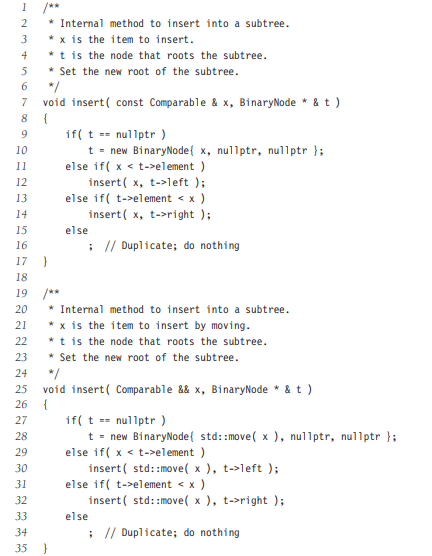 1 /**
2 * Internal method to insert into a subtree.
3 * x is the item to insert.
4 * t is the node that roots the subtree.
5 * Set the new root of the subtree.
6 */
7 void insert( const Comparable & x, BinaryNode * & t )
8 {
9 if( t == nullptr )
10 t = new BinaryNode{ x, nullptr, nullptr };
11 else if( x < t->element )
12 insert( x, t->left );
13 else if( t->element < x )
14 insert( x, t->right );
15 else
16 ; // Duplicate; do nothing
17 }
18
19 /**
20 * Internal method to insert into a subtree.
21 * x is the item to insert by moving.
22 * t is the node that roots the subtree.
23 * Set the new root of the subtree.
24 */
25 void insert( Comparable && x, BinaryNode * & t )
26 {
27 if( t == nullptr )
28 t = new BinaryNode{ std::move( x ), nullptr, nullptr };
29 else if( x < t->element )
30 insert( std::move( x ), t->left );
31 else if( t->element < x )
32 insert( std::move( x ), t->right );
33 else
34 ; // Duplicate; do nothing
35 }